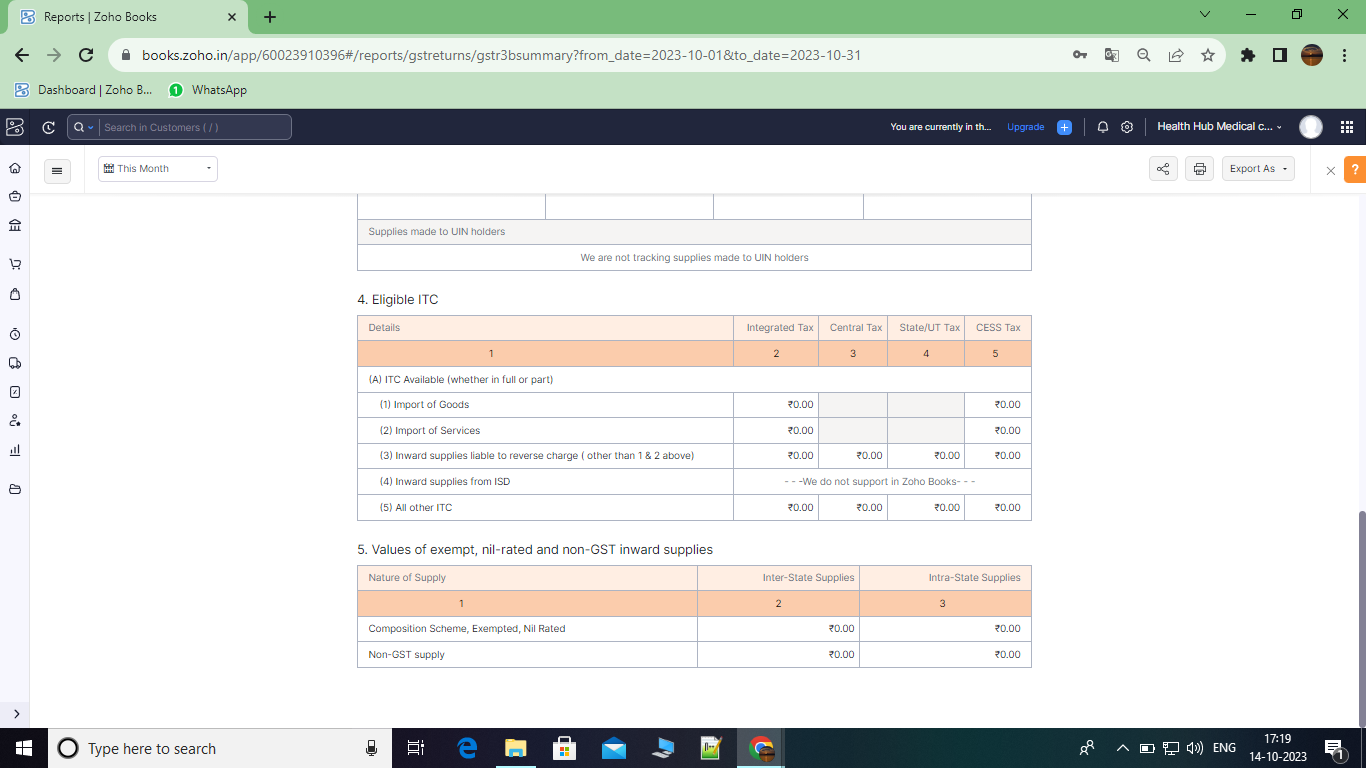 Reports | Zoho Books
books.zoho.in/app/60023910396#/reports/gstreturns/gstr3bsummary?from_date=2023-10-01&to_date=2023-10-31
Dashboard | Zoho B... 1 WhatsApp
Search in Customers ( / ) You are currently in th... Upgrade Health Hub Medical c...
This Month Export As ?
Supplies made to UIN holders
We are not tracking supplies made to UIN holders
4. Eligible ITC
Details Integrated Tax Central Tax State/UT Tax CESS Tax
1 2 3 4 5
(A) ITC Available (whether in full or part)
(1) Import of Goods ₹0.00 ₹0.00
(2) Import of Services ₹0.00 ₹0.00
(3) Inward supplies liable to reverse charge ( other than 1 & 2 above) ₹0.00 ₹0.00 ₹0.00 ₹0.00
(4) Inward supplies from ISD - - -We do not support in Zoho Books- - -
(5) All other ITC ₹0.00 ₹0.00 ₹0.00 ₹0.00
5. Values of exempt, nil-rated and non-GST inward supplies
Nature of Supply Inter-State Supplies Intra-State Supplies
1 2 3
Composition Scheme, Exempted, Nil Rated ₹0.00 ₹0.00
Non-GST supply ₹0.00 ₹0.00
Type here to search ENG 17:19
14-10-2023 1